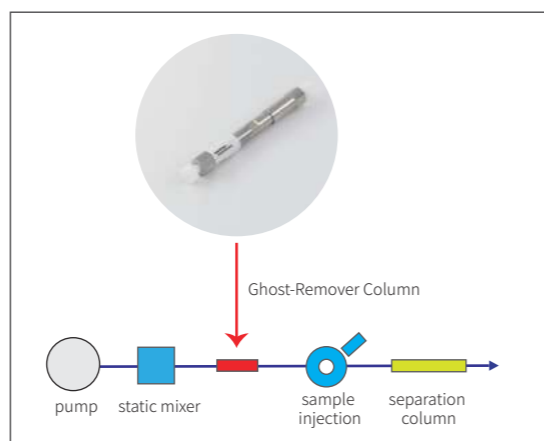 Ghost-Remover Column
pump
static mixer
sample
injection
separation
column